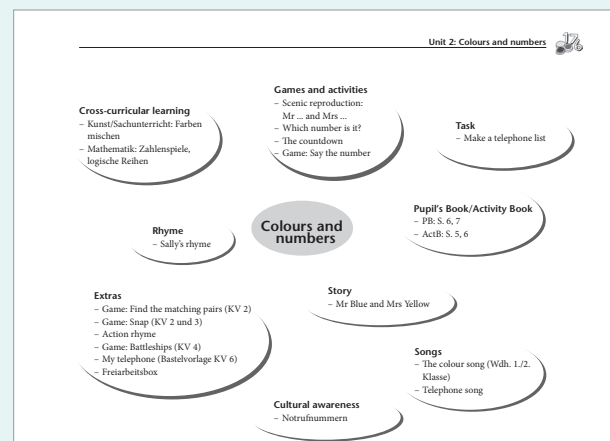 Unit 2: Colours and numbers
Games and activities
– Scenic reproduction:
Mr ... and Mrs ...
– Which number is it?
– The countdown
– Game: Say the number
Cross-curricular learning
– Kunst/Sachunterricht: Farben
mischen
– Mathematik: Zahlenspiele,
logische Reihen
Task
– Make a telephone list
Pupil's Book/Activity Book
– PB: S. 6, 7
– ActB: S. 5, 6
Colours and
numbers
Rhyme
– Sally's rhyme
Story
– Mr Blue and Mrs Yellow
Extras
– Game: Find the matching pairs (KV 2)
– Game: Snap (KV 2 und 3)
– Action rhyme
– Game: Battleships (KV 4)
– My telephone (Bastelvorlage KV 6)
– Freiarbeitsbox
Songs
– The colour song (Wdh. 1./2.
Klasse)
– Telephone song
Cultural awareness
– Notrufnummern